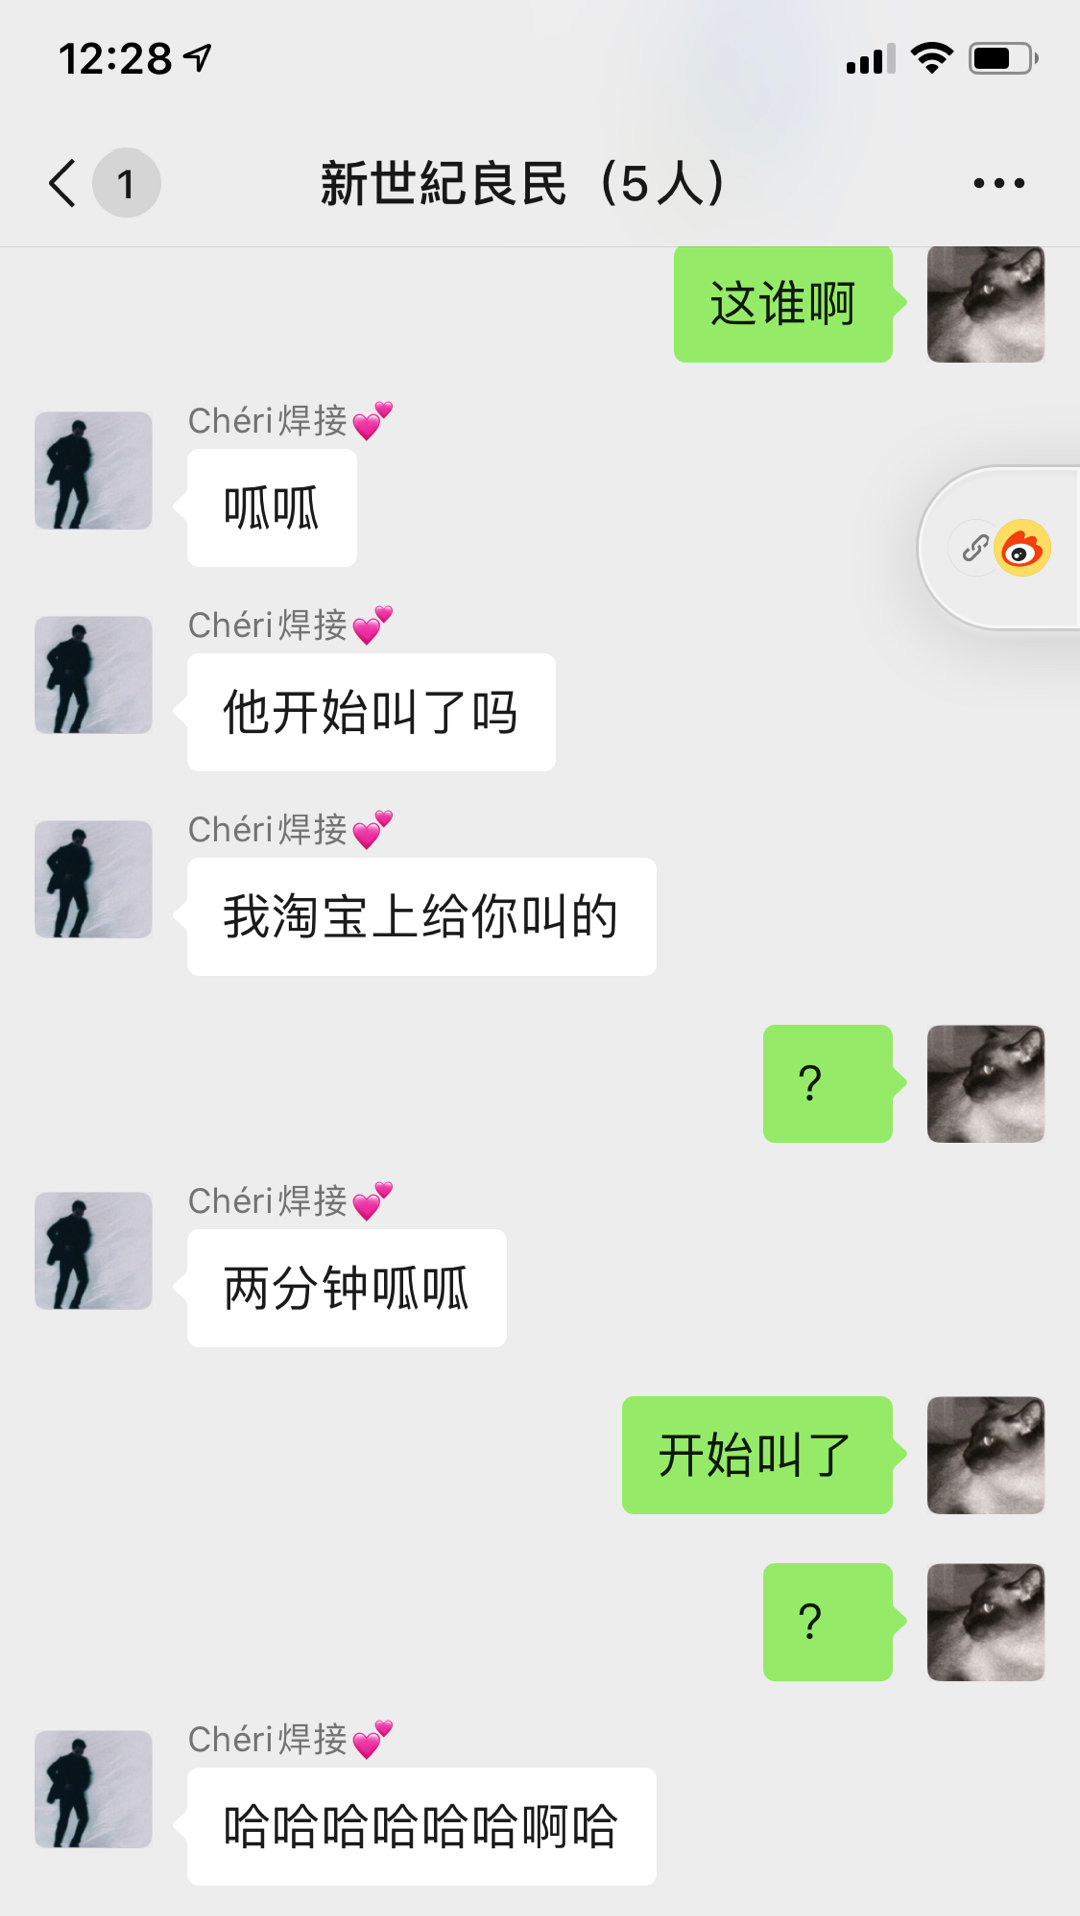 12:28
1
新世紀良民（5人）
这谁啊
Chéri焊接💕
呱呱
Chéri焊接💕
他开始叫了吗
Chéri焊接💕
我淘宝上给你叫的
？
Chéri焊接💕
两分钟呱呱
开始叫了
？
Chéri焊接💕
哈哈哈哈哈哈啊哈